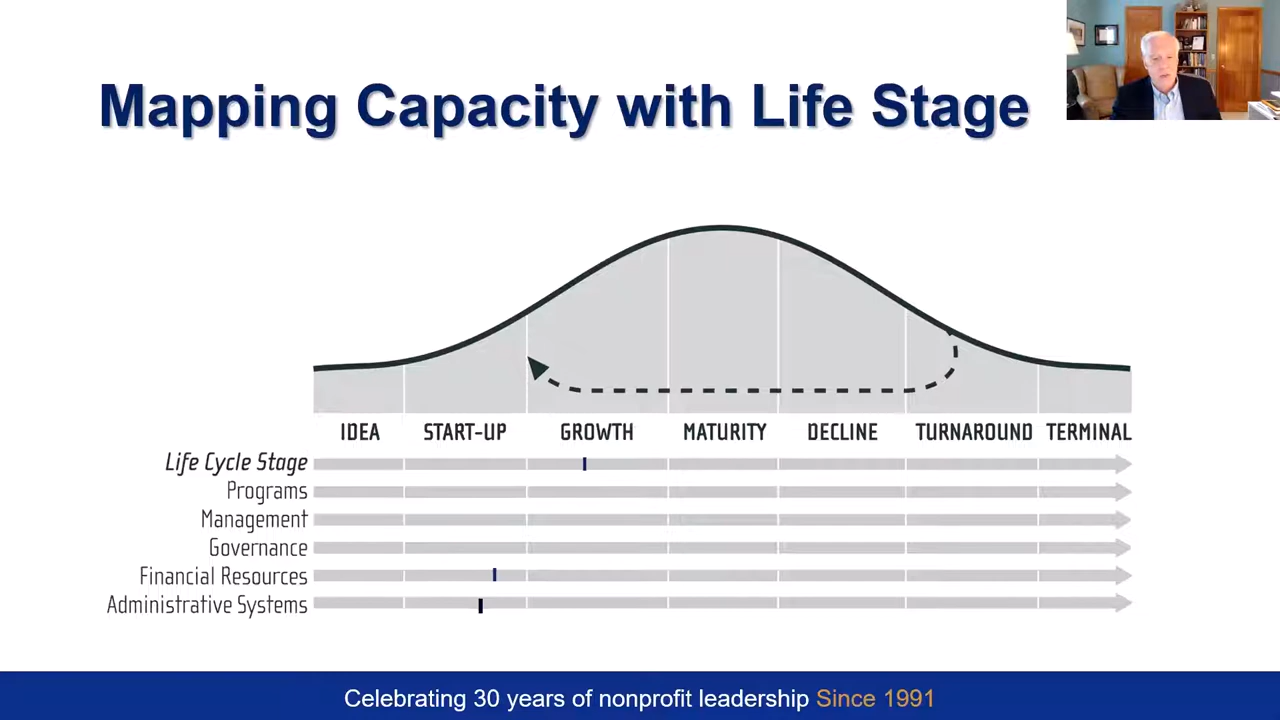 Mapping Capacity with Life Stage
IDEA START-UP GROWTH MATURITY DECLINE TURNAROUND TERMINAL
Life Cycle Stage
Programs
Management
Governance
Financial Resources
Administrative Systems
Celebrating 30 years of nonprofit leadership Since 1991